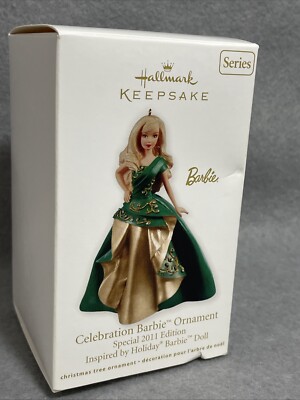 Series
Hallmark
KEEPSAKE
Barbie
Celebration Barbie™ Ornament
Special 2011 Edition
Inspired by Holiday® Barbie™ Doll
christmas tree ornament • décoration pour l'arbre de noël